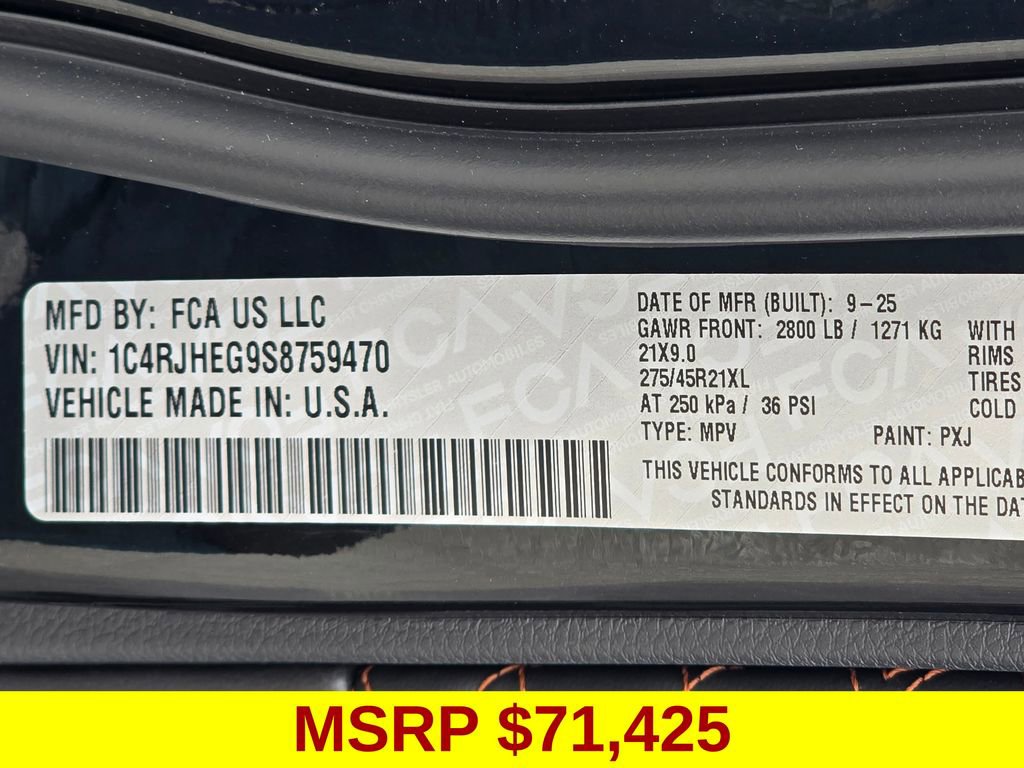 MFD BY: FCA US LLC
VIN: 1C4RJHEG9S8759470
VEHICLE MADE IN: U.S.A.
DATE OF MFR (BUILT): 9-25
GAWR FRONT: 2800 LB / 1271 KG WITH
21X9.0 RIMS
275/45R21XL TIRES
AT 250 kPa / 36 PSI COLD
TYPE: MPV PAINT: PXJ
THIS VEHICLE CONFORMS TO ALL APPLICAB
STANDARDS IN EFFECT ON THE DA
MSRP $71,425